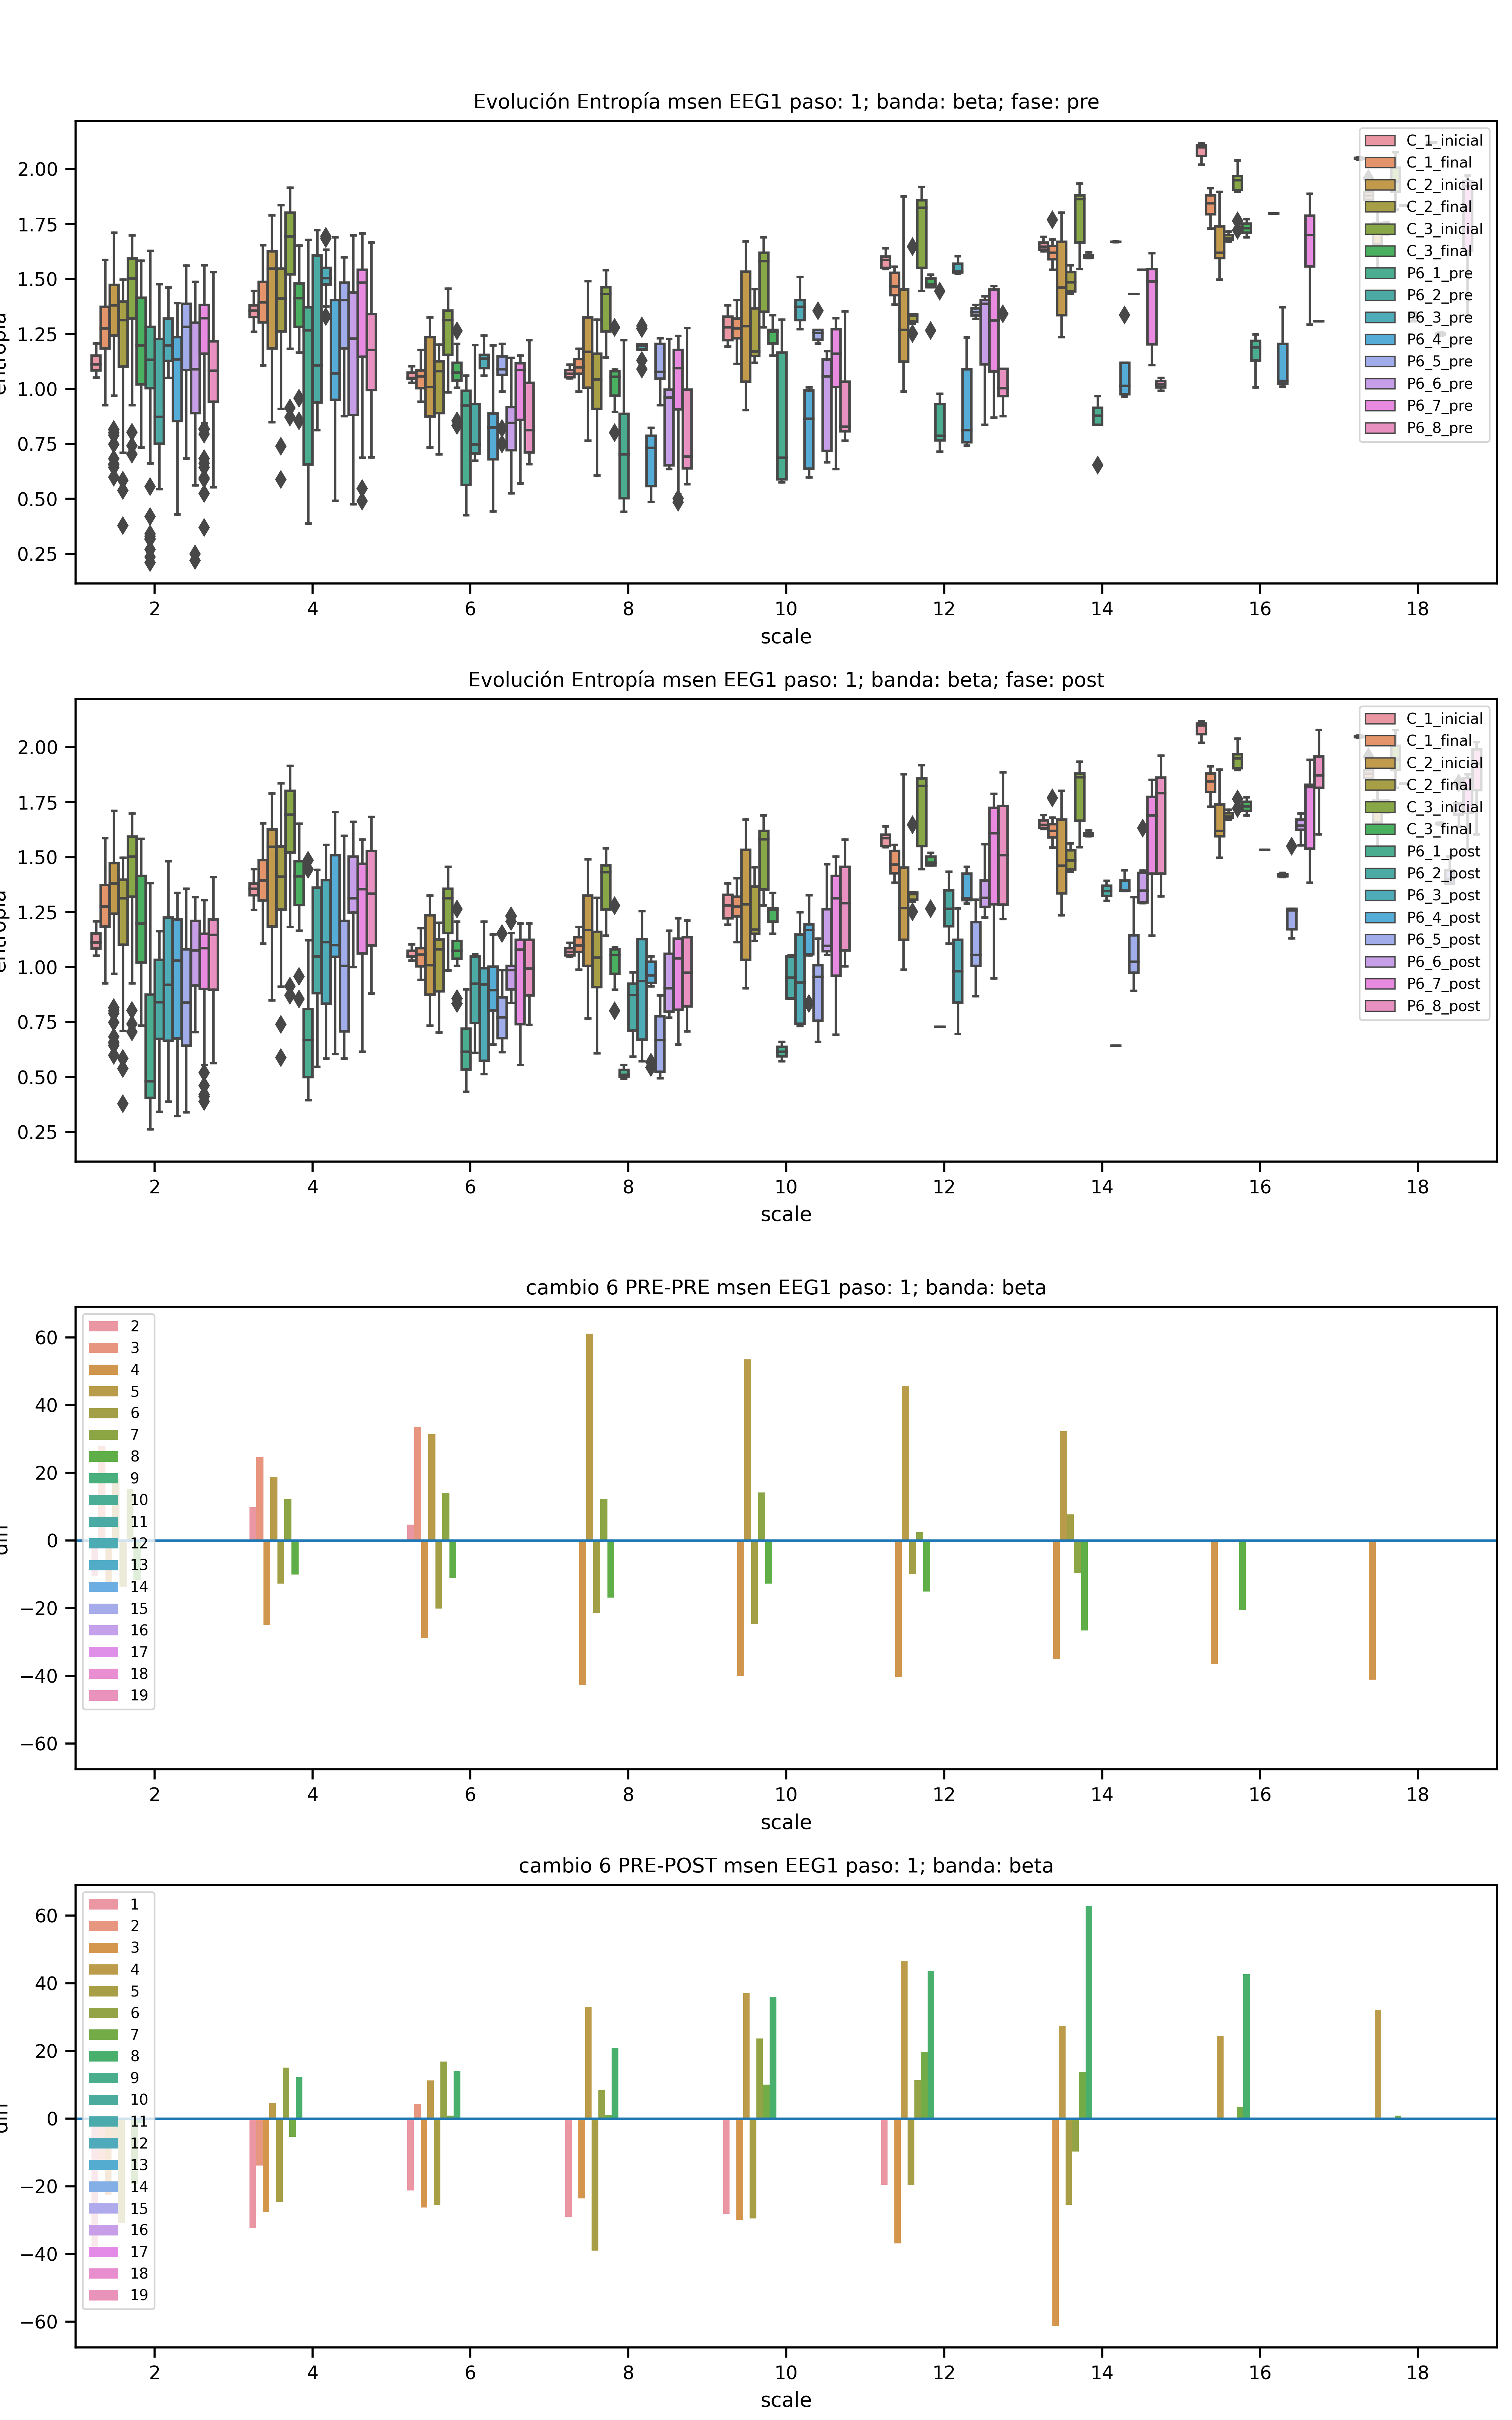 Evolución Entropía msen EEG1 paso: 1; banda: beta; fase: pre
2.00
1.75
1.50
1.25
1.00
0.75
0.50
0.25
C_1_inicial
C_1_final
C_2_inicial
C_2_final
C_3_inicial
C_3_final
P6_1_pre
P6_2_pre
P6_3_pre
P6_4_pre
P6_5_pre
P6_6_pre
P6_7_pre
P6_8_pre
2 4 6 8 10 12 14 16 18
scale
Evolución Entropía msen EEG1 paso: 1; banda: beta; fase: post
2.00
1.75
1.50
1.25
1.00
0.75
0.50
0.25
C_1_inicial
C_1_final
C_2_inicial
C_2_final
C_3_inicial
C_3_final
P6_1_post
P6_2_post
P6_3_post
P6_4_post
P6_5_post
P6_6_post
P6_7_post
P6_8_post
2 4 6 8 10 12 14 16 18
scale
cambio 6 PRE-PRE msen EEG1 paso: 1; banda: beta
60
40
20
0
−20
−40
−60
2
3
4
5
6
7
8
9
10
11
12
13
14
15
16
17
18
19
2 4 6 8 10 12 14 16 18
scale
cambio 6 PRE-POST msen EEG1 paso: 1; banda: beta
60
40
20
0
−20
−40
−60
1
2
3
4
5
6
7
8
9
10
11
12
13
14
15
16
17
18
19
2 4 6 8 10 12 14 16 18
scale